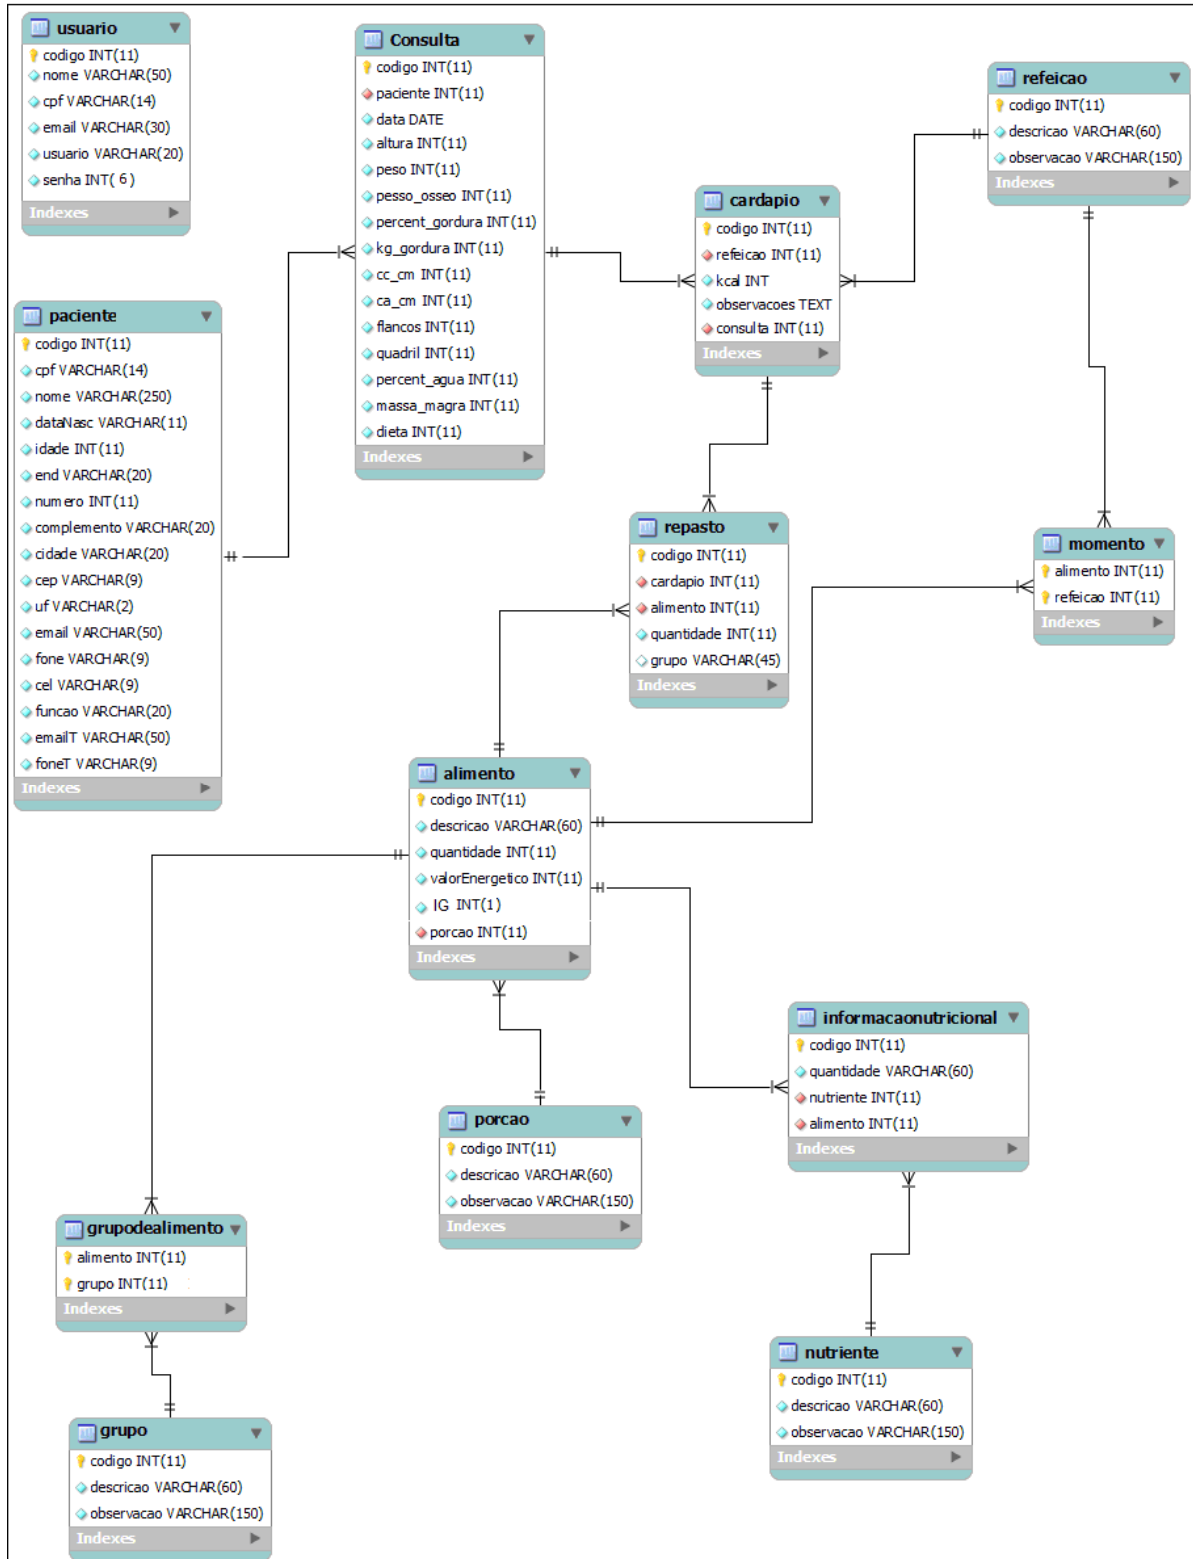 usuario
codigo INT(11)
nome VARCHAR(50)
cpf VARCHAR(14)
email VARCHAR(30)
usuario VARCHAR(20)
senha INT( 6 )
Indexes
Consulta
codigo INT(11)
paciente INT(11)
data DATE
altura INT(11)
peso INT(11)
pesso_osseo INT(11)
percent_gordura INT(11)
kg_gordura INT(11)
cc_cm INT(11)
ca_cm INT(11)
flancos INT(11)
quadril INT(11)
percent_agua INT(11)
massa_magra INT(11)
dieta INT(11)
Indexes
refeicao
codigo INT(11)
descricao VARCHAR(60)
observacao VARCHAR(150)
Indexes
cardapio
codigo INT(11)
refeicao INT(11)
kcal INT
observacoes TEXT
consulta INT(11)
Indexes
paciente
codigo INT(11)
cpf VARCHAR(14)
nome VARCHAR(250)
dataNasc VARCHAR(11)
idade INT(11)
end VARCHAR(20)
numero INT(11)
complemento VARCHAR(20)
cidade VARCHAR(20)
cep VARCHAR(9)
uf VARCHAR(2)
email VARCHAR(50)
fone VARCHAR(9)
cel VARCHAR(9)
funcao VARCHAR(20)
emailT VARCHAR(50)
foneT VARCHAR(9)
Indexes
repasto
codigo INT(11)
cardapio INT(11)
alimento INT(11)
quantidade INT(11)
grupo VARCHAR(45)
Indexes
momento
alimento INT(11)
refeicao INT(11)
Indexes
alimento
codigo INT(11)
descricao VARCHAR(60)
quantidade INT(11)
valorEnergetico INT(11)
IG INT(1)
porcao INT(11)
Indexes
informacaonutricional
codigo INT(11)
quantidade VARCHAR(60)
nutriente INT(11)
alimento INT(11)
Indexes
porcao
codigo INT(11)
descricao VARCHAR(60)
observacao VARCHAR(150)
Indexes
grupodealimento
alimento INT(11)
grupo INT(11)
Indexes
nutriente
codigo INT(11)
descricao VARCHAR(60)
observacao VARCHAR(150)
Indexes
grupo
codigo INT(11)
descricao VARCHAR(60)
observacao VARCHAR(150)
Indexes